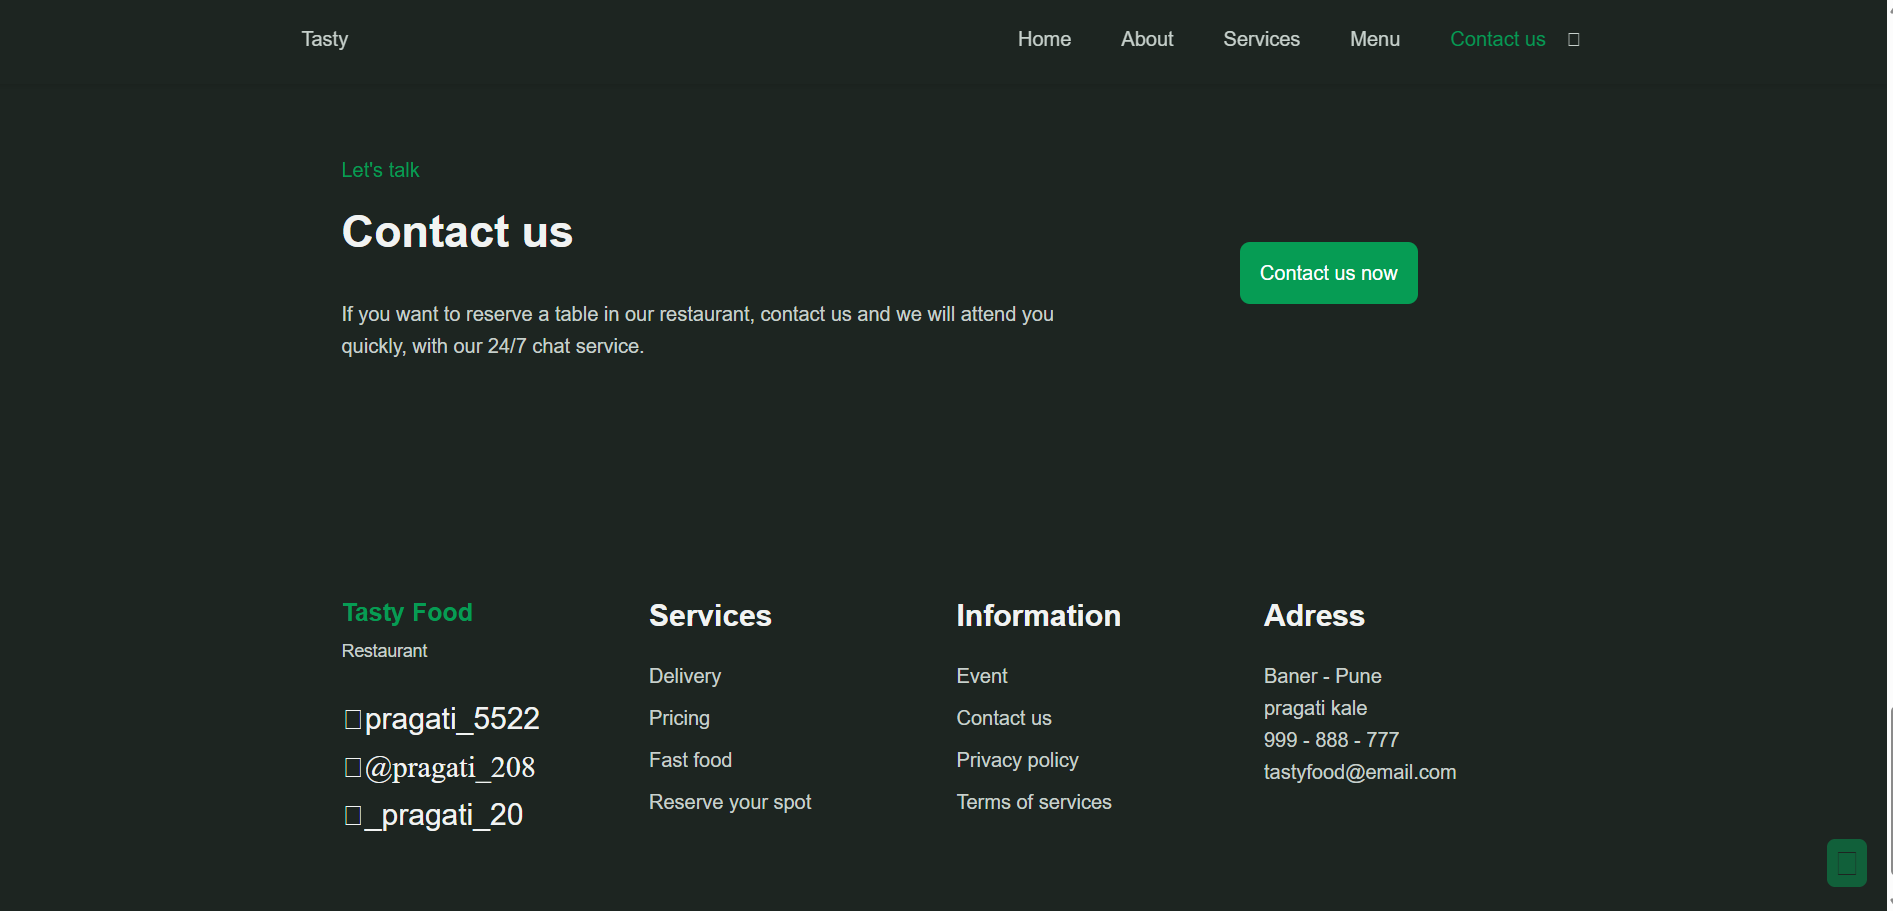 Tasty
Home About Services Menu Contact us
Let's talk
Contact us
If you want to reserve a table in our restaurant, contact us and we will attend you
quickly, with our 24/7 chat service.
Contact us now
Tasty Food
Restaurant
pragati_5522
@pragati_208
_pragati_20
Services
Delivery
Pricing
Fast food
Reserve your spot
Information
Event
Contact us
Privacy policy
Terms of services
Adress
Baner - Pune
pragati kale
999 - 888 - 777
tastyfood@email.com